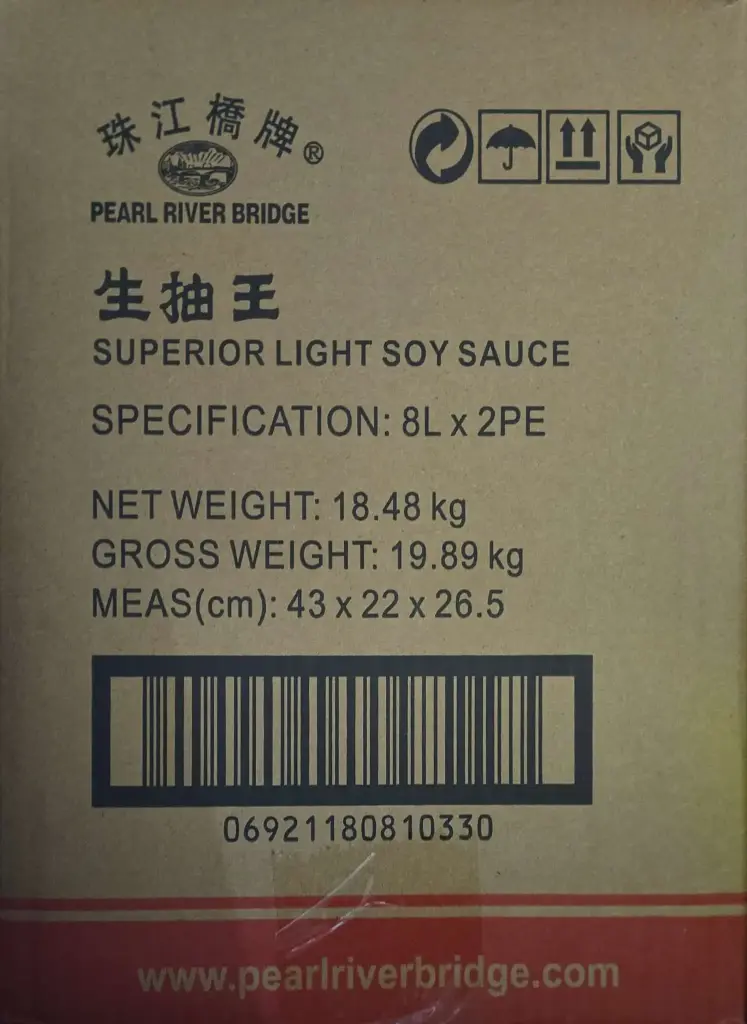 珠江橋牌®
PEARL RIVER BRIDGE
生抽王
SUPERIOR LIGHT SOY SAUCE
SPECIFICATION: 8L x 2PE
NET WEIGHT: 18.48 kg
GROSS WEIGHT: 19.89 kg
MEAS(cm): 43 x 22 x 26.5
06921180810330
www.pearlriverbridge.com